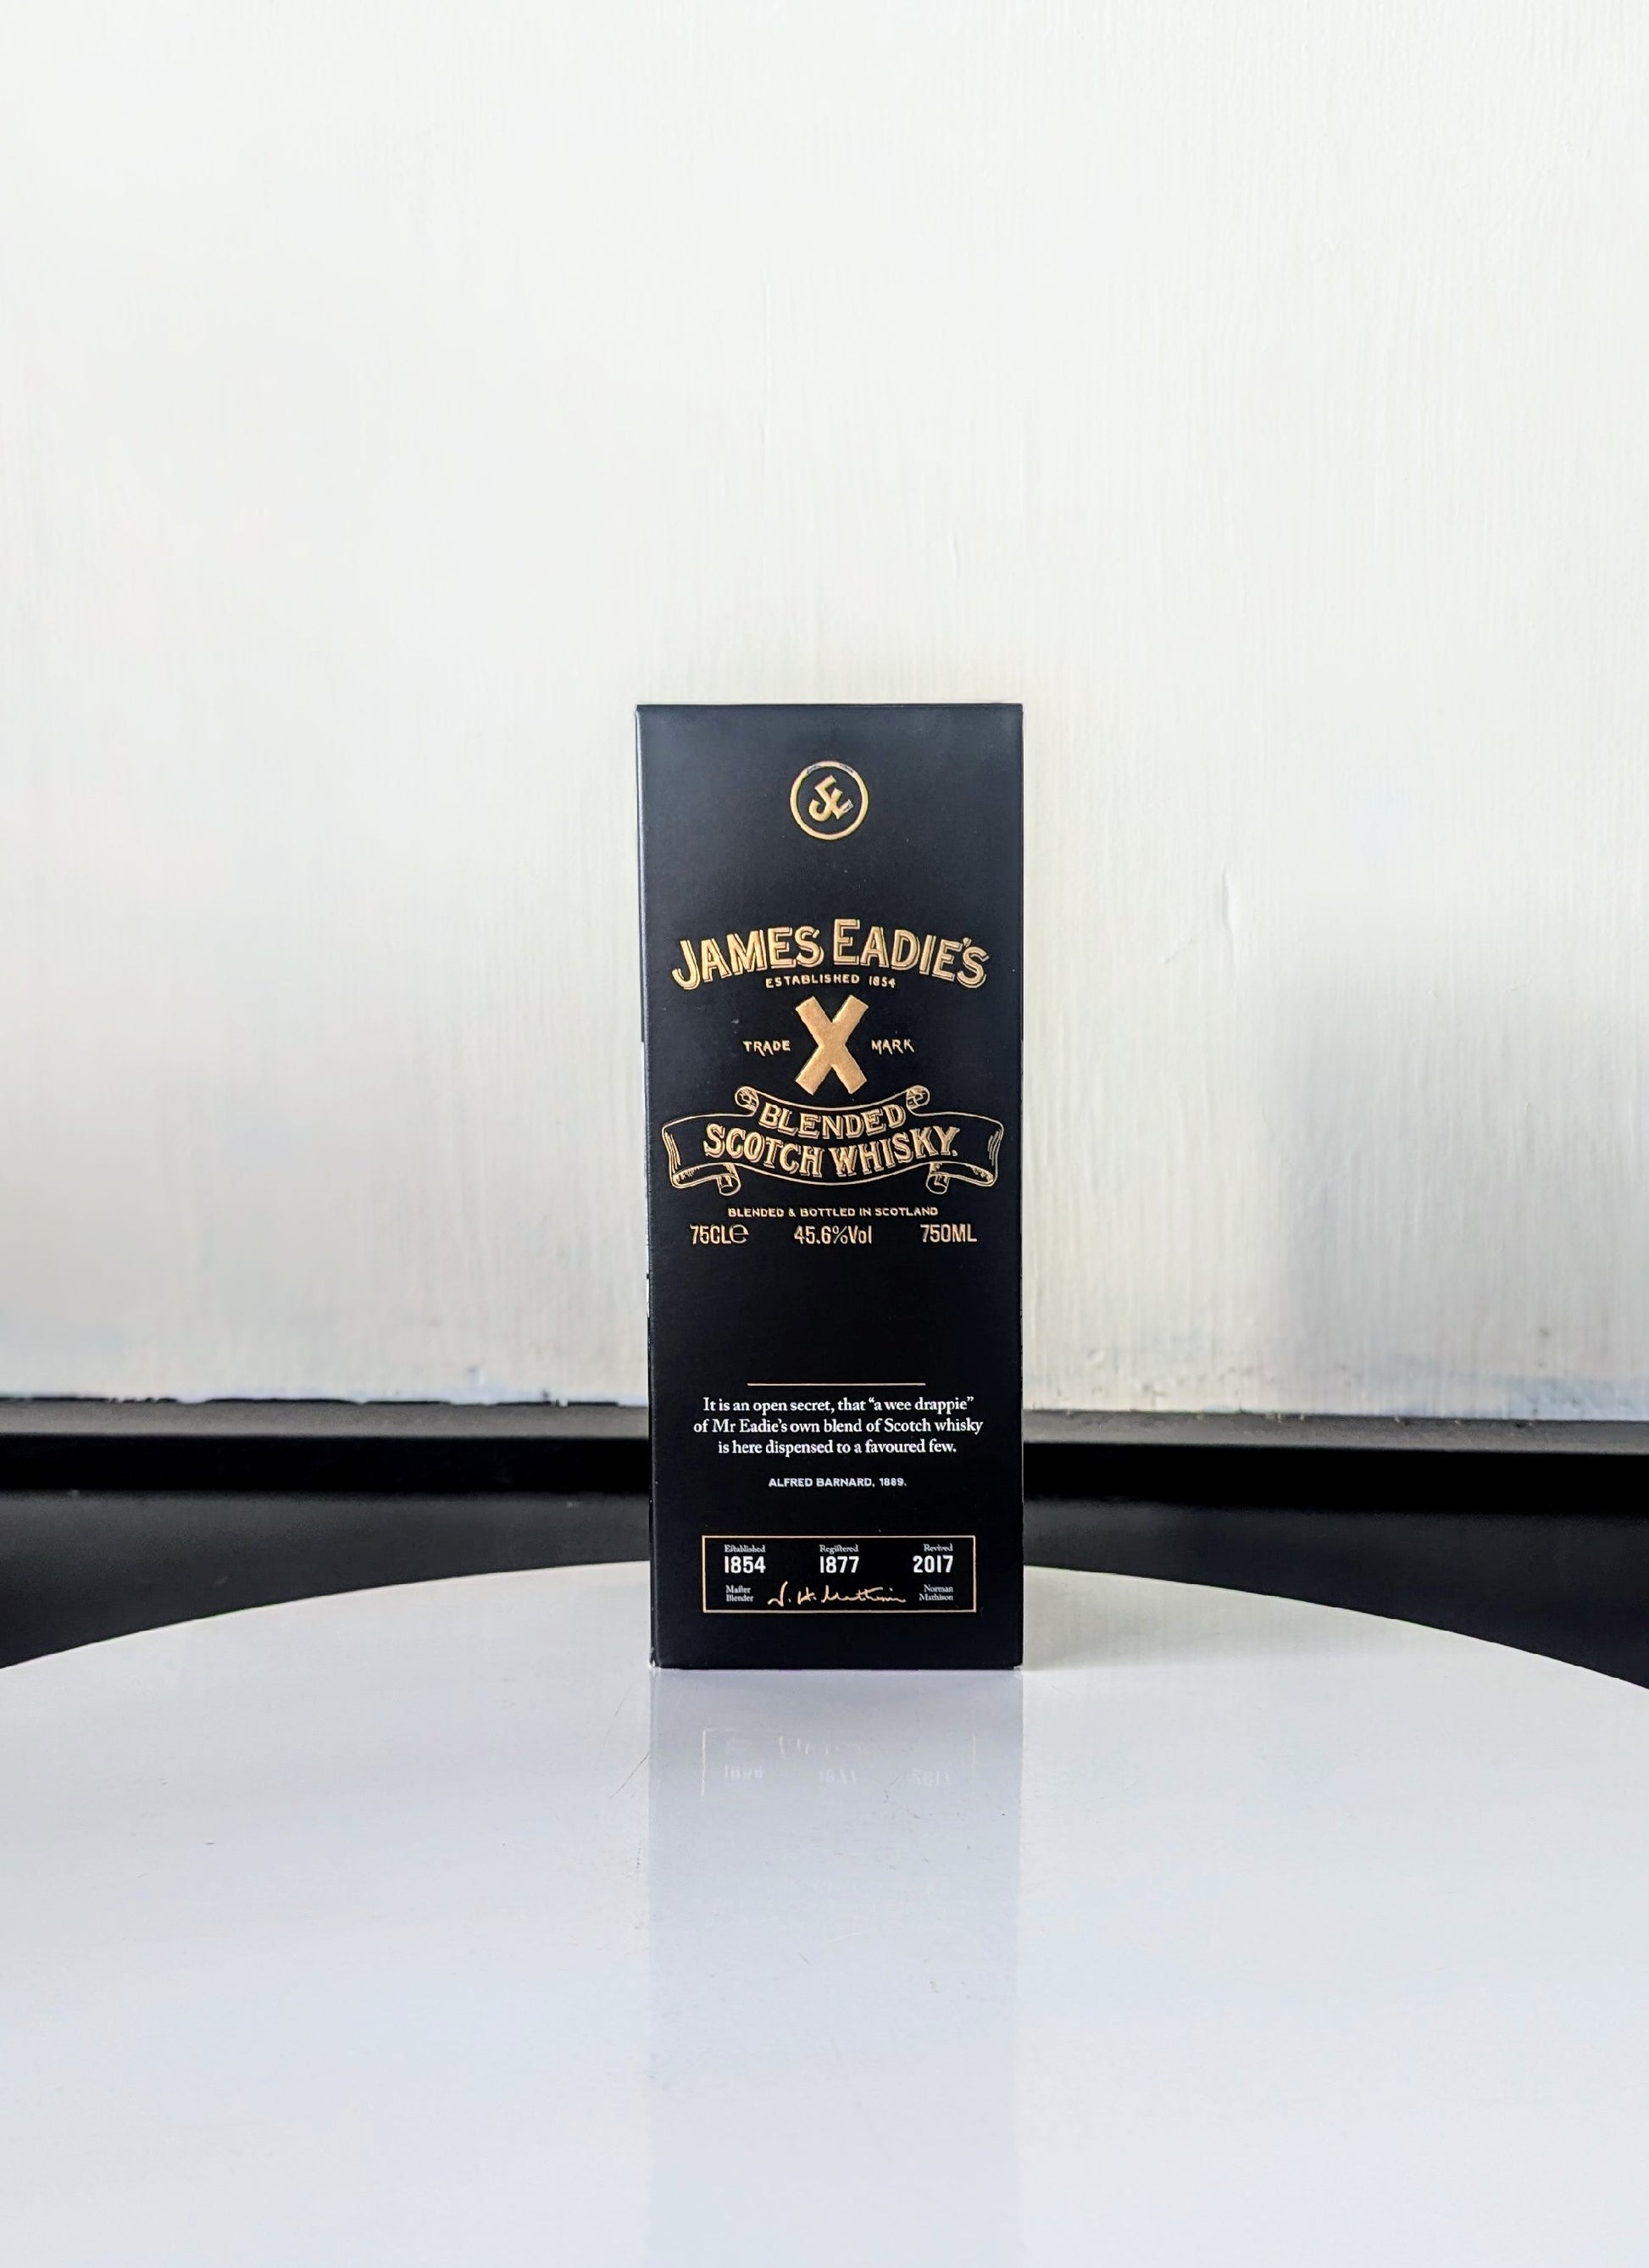 JE
JAMES EADIE'S
ESTABLISHED 1854
TRADE X MARK
BLENDED
SCOTCH WHISKY.
BLENDED & BOTTLED IN SCOTLAND
75CLe 45.6%Vol 750ML
It is an open secret, that “a wee drappie”
of Mr Eadie's own blend of Scotch whisky
is here dispensed to a favoured few.
ALFRED BARNARD, 1889.
Established Registered Revived
1854 1877 2017
Master Blender N. H. Mathison Norman Mathison